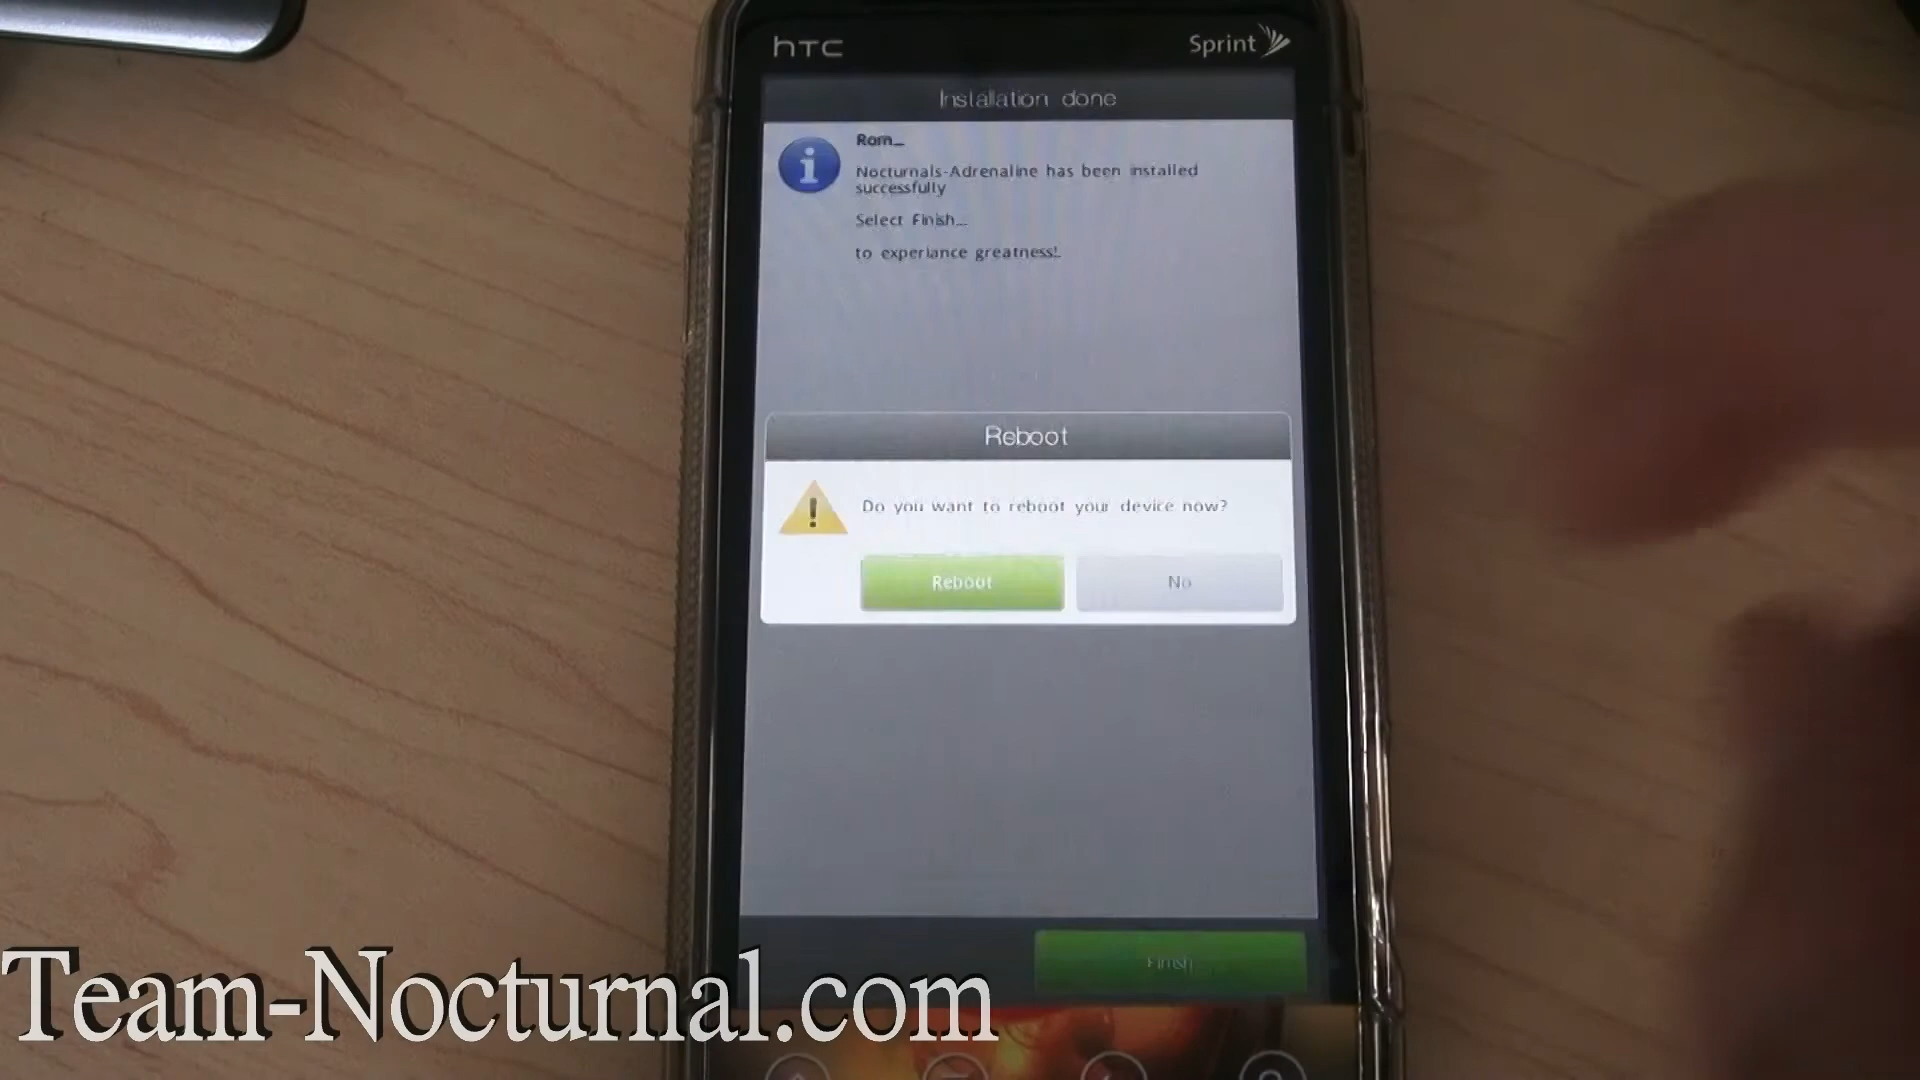 hTC
Sprint
Installation done
Rom...
Nocturnals-Adrenaline has been installed
successfully
Select Finish...
to experiance greatness!.
Reboot
Do you want to reboot your device now?
Reboot
No
Finish
Team-Nocturnal.com